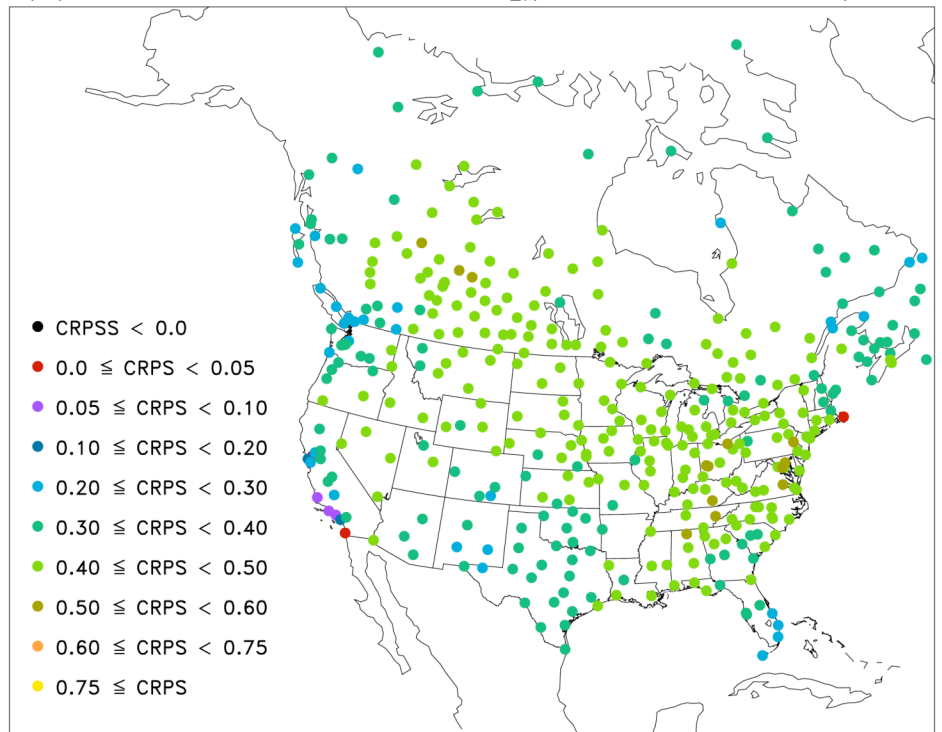 CRPSS < 0.0
0.0 ≦ CRPS < 0.05
0.05 ≦ CRPS < 0.10
0.10 ≦ CRPS < 0.20
0.20 ≦ CRPS < 0.30
0.30 ≦ CRPS < 0.40
0.40 ≦ CRPS < 0.50
0.50 ≦ CRPS < 0.60
0.60 ≦ CRPS < 0.75
0.75 ≦ CRPS